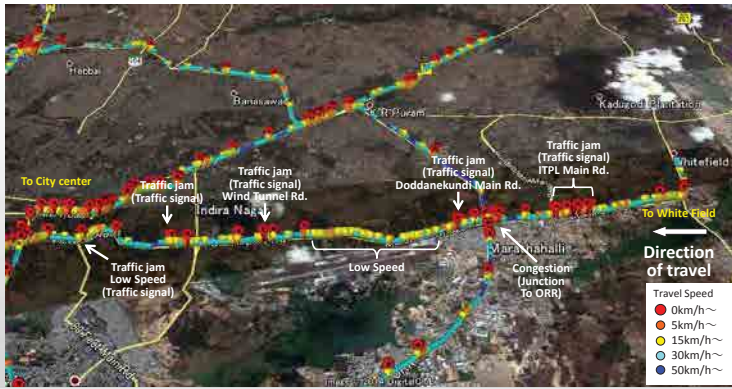 Hebbal
Banasawadi
K R Puram
Kadugodi Plantation
Whitefield
To City center
Traffic jam
(Traffic signal)
Traffic jam
(Traffic signal)
Wind Tunnel Rd.
Traffic jam
(Traffic signal)
Doddanekundi Main Rd.
Traffic jam
(Traffic signal)
ITPL Main Rd.
Indira Nagar
To White Field
Marathahalli
Direction
of travel
Low Speed
Congestion
(Junction
To ORR)
Traffic jam
Low Speed
(Traffic signal)
Travel Speed
0km/h～
5km/h～
15km/h～
30km/h～
50km/h～